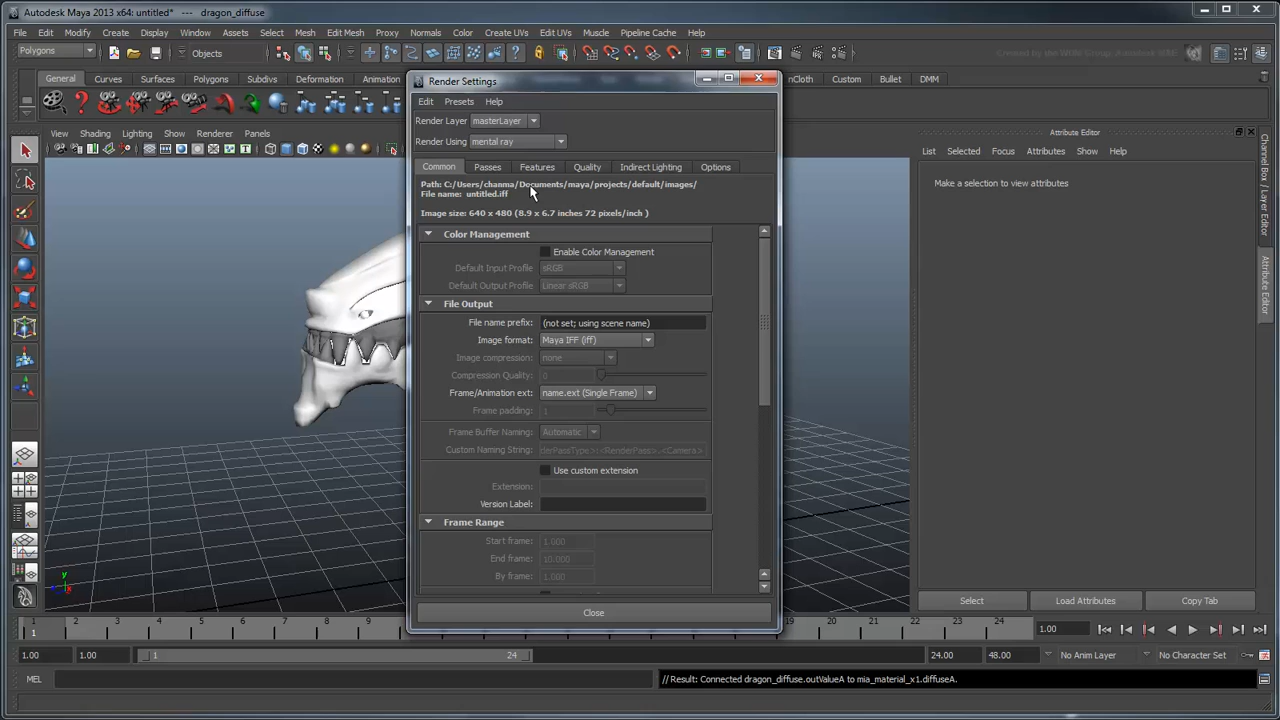 Autodesk Maya 2013 x64: untitled*   ---   dragon_diffuse
File Edit Modify Create Display Window Assets Select Mesh Edit Mesh Proxy Normals Color Create UVs Edit UVs Muscle Pipeline Cache Help
Polygons Objects
General Curves Surfaces Polygons Subdivs Deformation Animation nCloth Custom Bullet DMM
View Shading Lighting Show Renderer Panels
Render Settings
Edit Presets Help
Render Layer masterLayer
Render Using mental ray
Common Passes Features Quality Indirect Lighting Options
Path: C:/Users/chanma/Documents/maya/projects/default/images/
File name: untitled.iff
Image size: 640 x 480 (8.9 x 6.7 inches 72 pixels/inch )
Color Management
Enable Color Management
Default Input Profile sRGB
Default Output Profile Linear sRGB
File Output
File name prefix: (not set; using scene name)
Image format: Maya IFF (iff)
Image compression: none
Compression Quality: 0
Frame/Animation ext: name.ext (Single Frame)
Frame padding: 1
Frame Buffer Naming: Automatic
Custom Naming String: derPassType>:<RenderPass>.<Camera>
Use custom extension
Extension:
Version Label:
Frame Range
Start frame: 1.000
End frame: 10.000
By frame: 1.000
Close
Attribute Editor
List Selected Focus Attributes Show Help
Make a selection to view attributes
Select Load Attributes Copy Tab
Attribute Editor
y
1 2 3 4 5 6 7 8 9 10 19 20 21 22 23 24
1
1.00
1.00 1.00 1 24 24.00 48.00 No Anim Layer No Character Set
MEL // Result: Connected dragon_diffuse.outValueA to mia_material_x1.diffuseA.